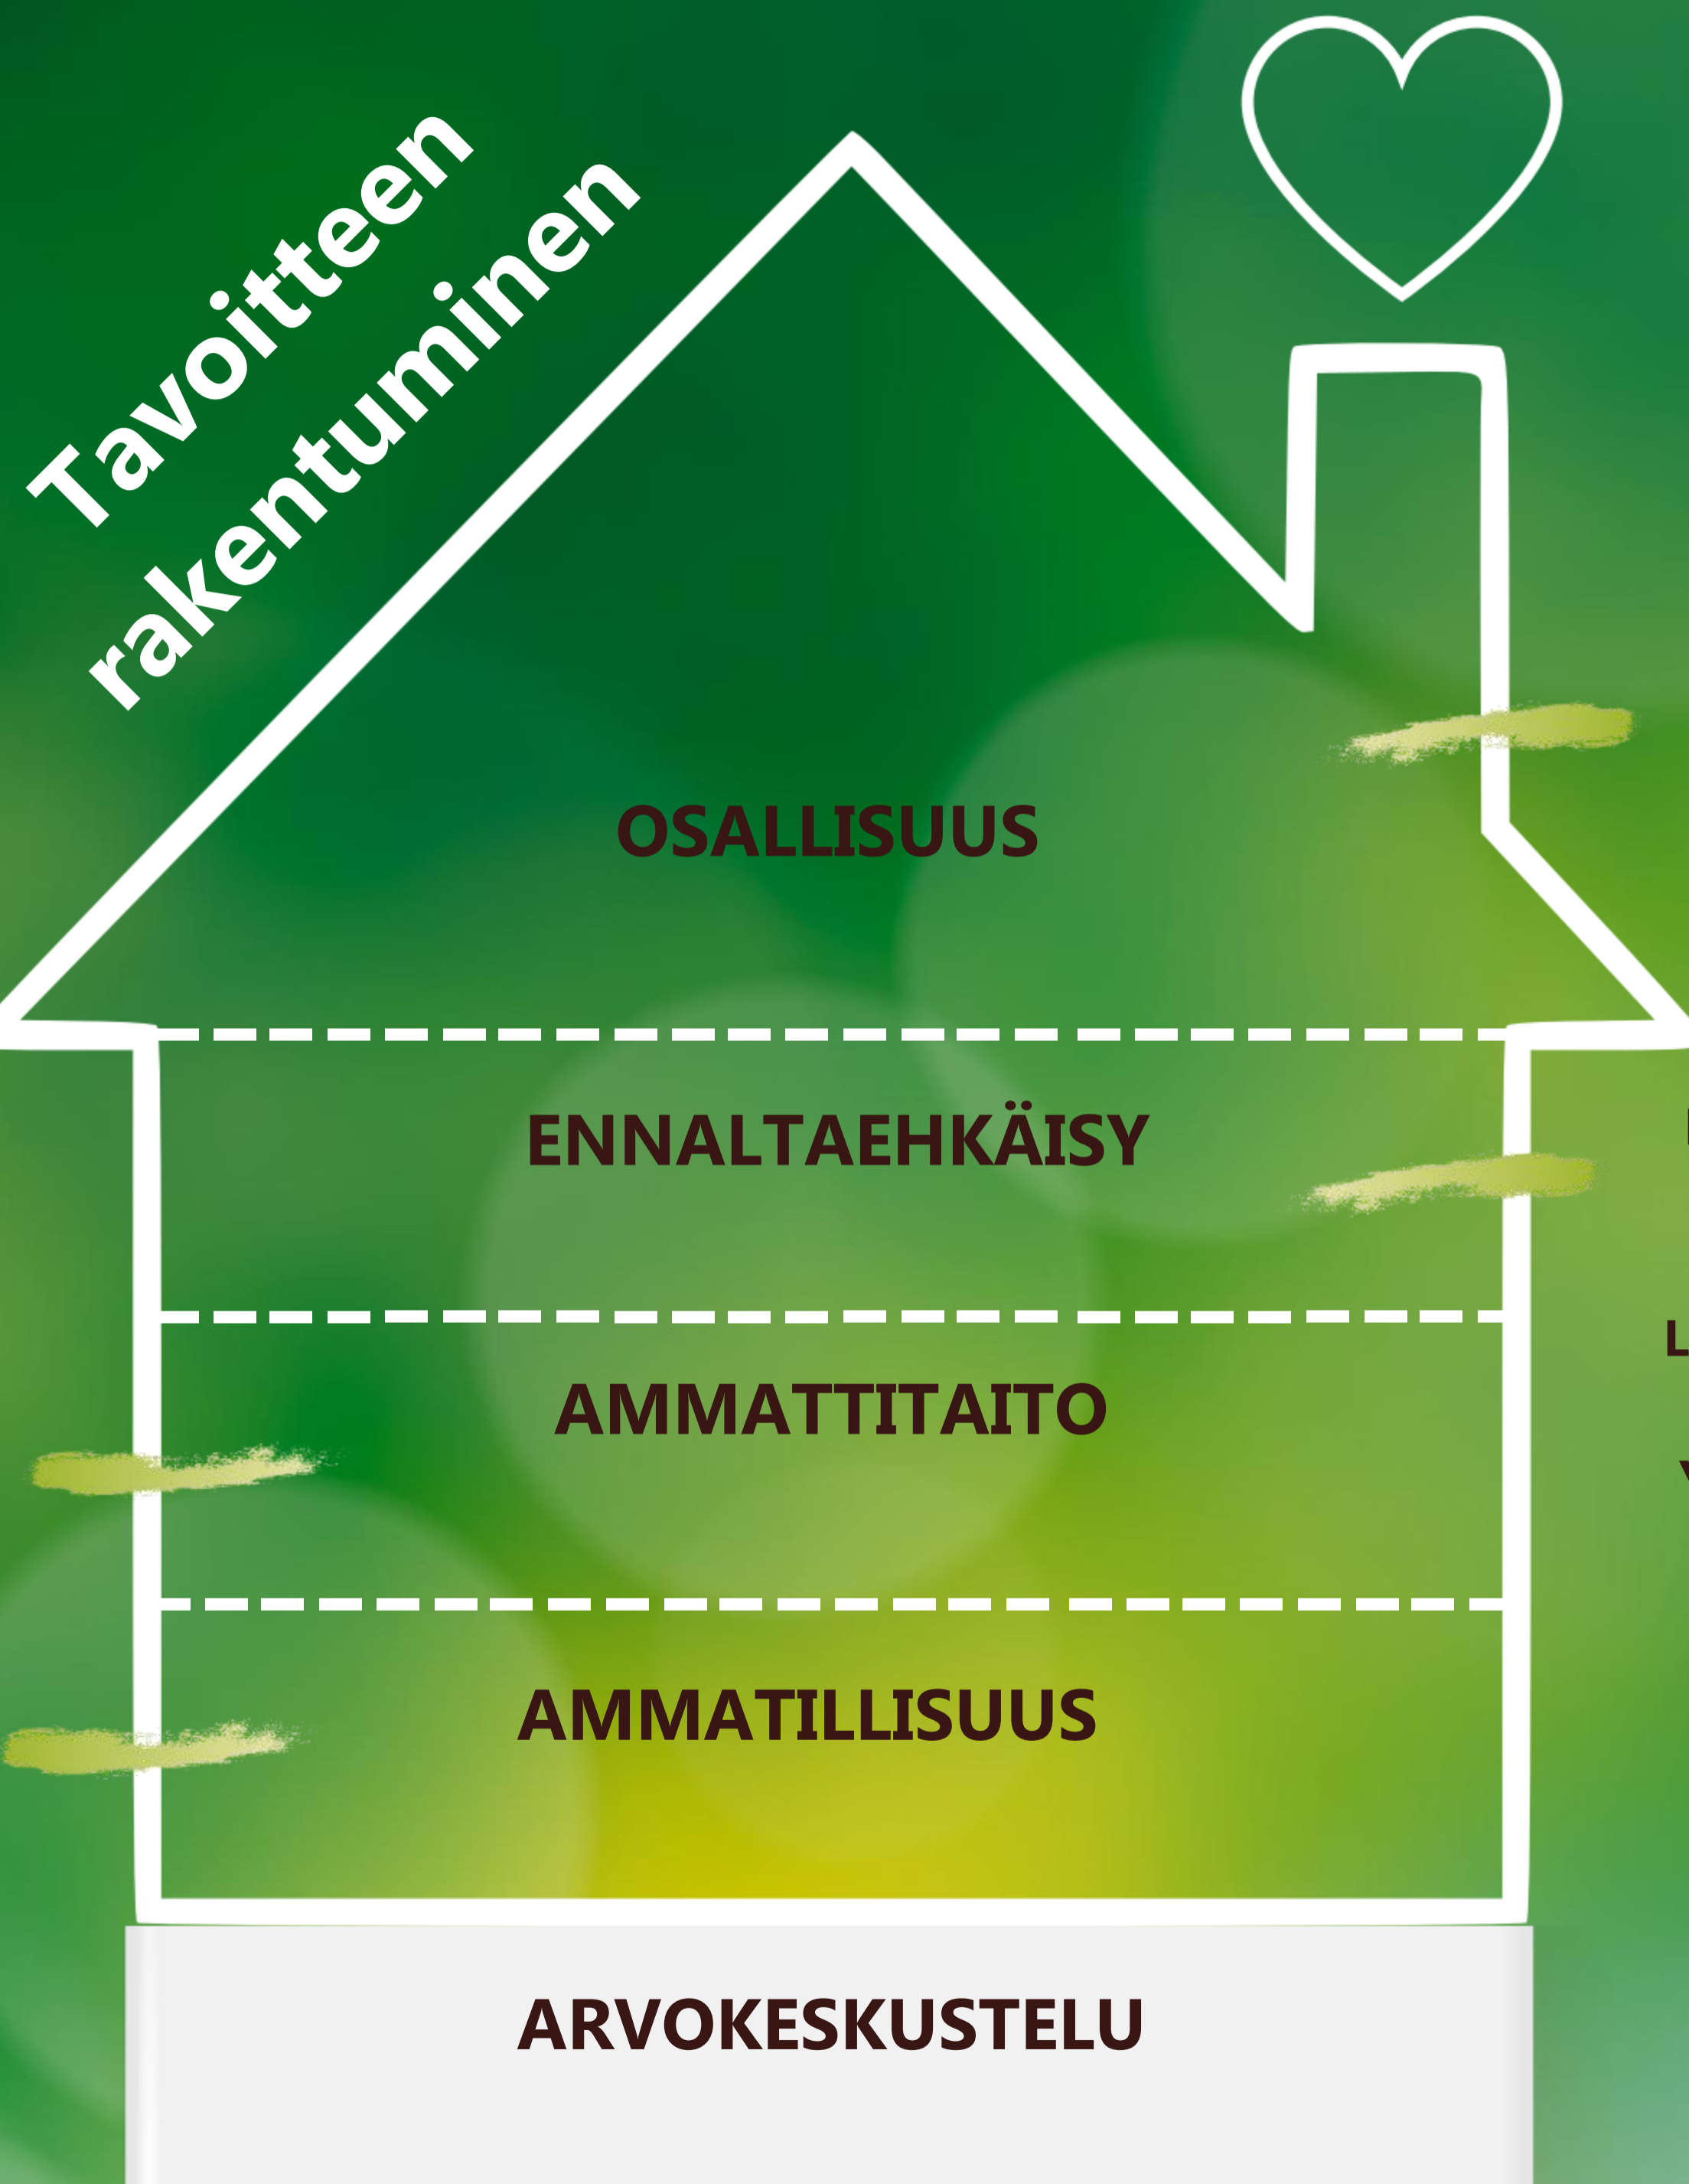 Tavoitteen
rakentuminen
OSALLISUUS
ENNALTAEHKÄISY
AMMATTITAITO
AMMATILLISUUS
ARVOKESKUSTELU